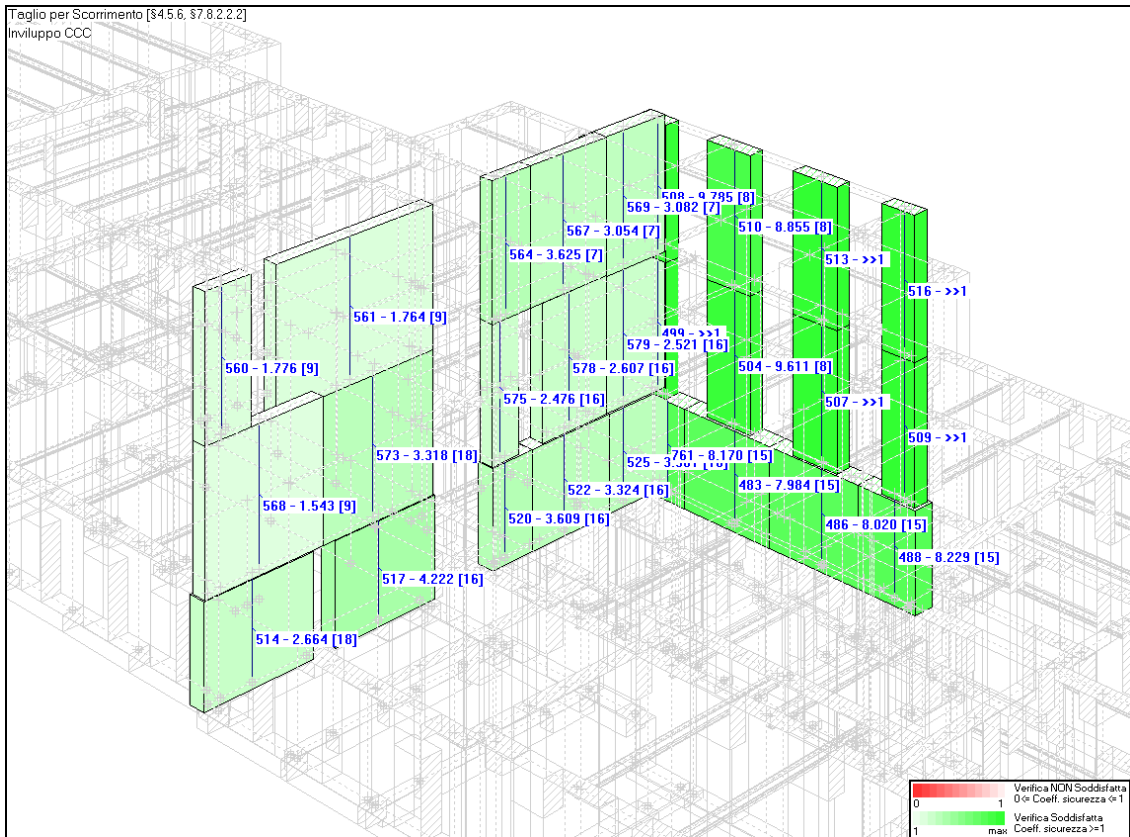 Taglio per Scorrimento [§4.5.6, §7.8.2.2.2]
Inviluppo CCC
508 - 9.785 [8]
569 - 3.082 [7]
510 - 8.855 [8]
567 - 3.054 [7]
564 - 3.625 [7]
513 - >>1
516 - >>1
561 - 1.764 [9]
499 - >>1
579 - 2.521 [16]
560 - 1.776 [9]
578 - 2.607 [16]
504 - 9.611 [8]
575 - 2.476 [16]
507 - >>1
509 - >>1
573 - 3.318 [18]
761 - 8.170 [15]
525 -
522 - 3.324 [16]
483 - 7.984 [15]
568 - 1.543 [9]
520 - 3.609 [16]
486 - 8.020 [15]
488 - 8.229 [15]
517 - 4.222 [16]
514 - 2.664 [18]
Verifica NON Soddisfatta
0 <= Coeff. sicurezza <= 1
0 1
Verifica Soddisfatta
Coeff. sicurezza >=1
1 max